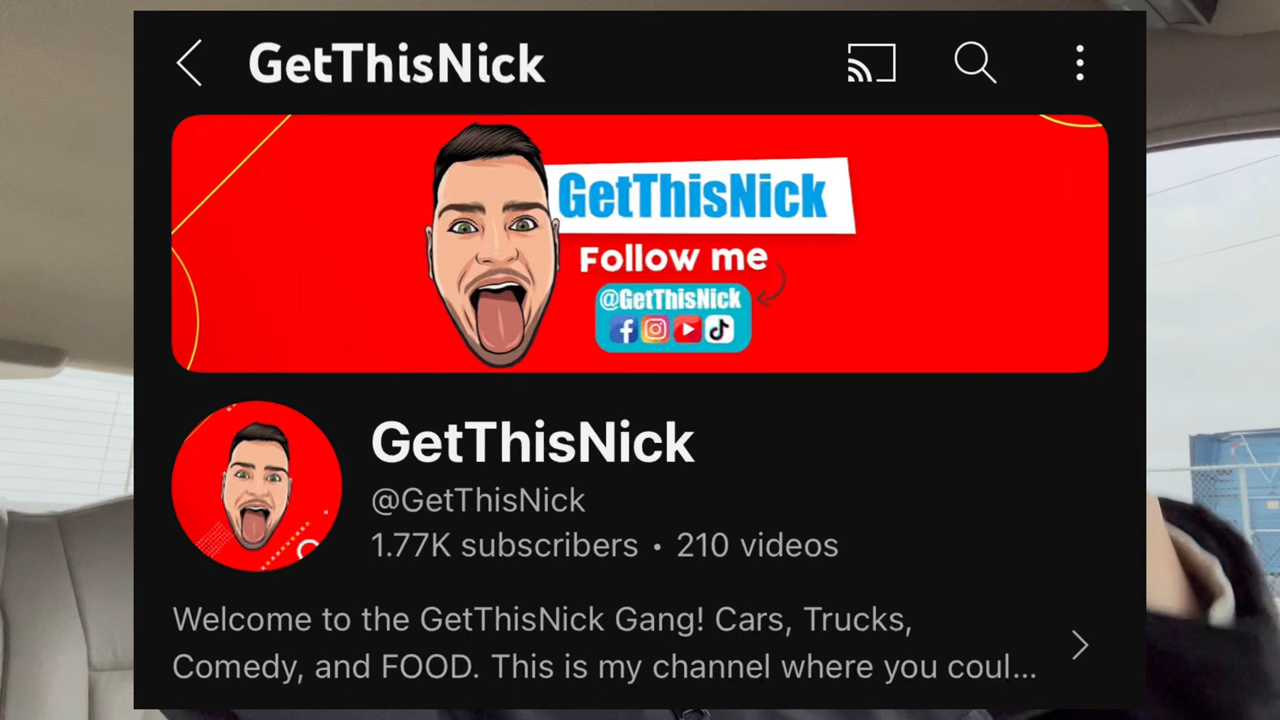 GetThisNick
GetThisNick
Follow me
@GetThisNick
GetThisNick
@GetThisNick
1.77K subscribers • 210 videos
Welcome to the GetThisNick Gang! Cars, Trucks,
Comedy, and FOOD. This is my channel where you coul...